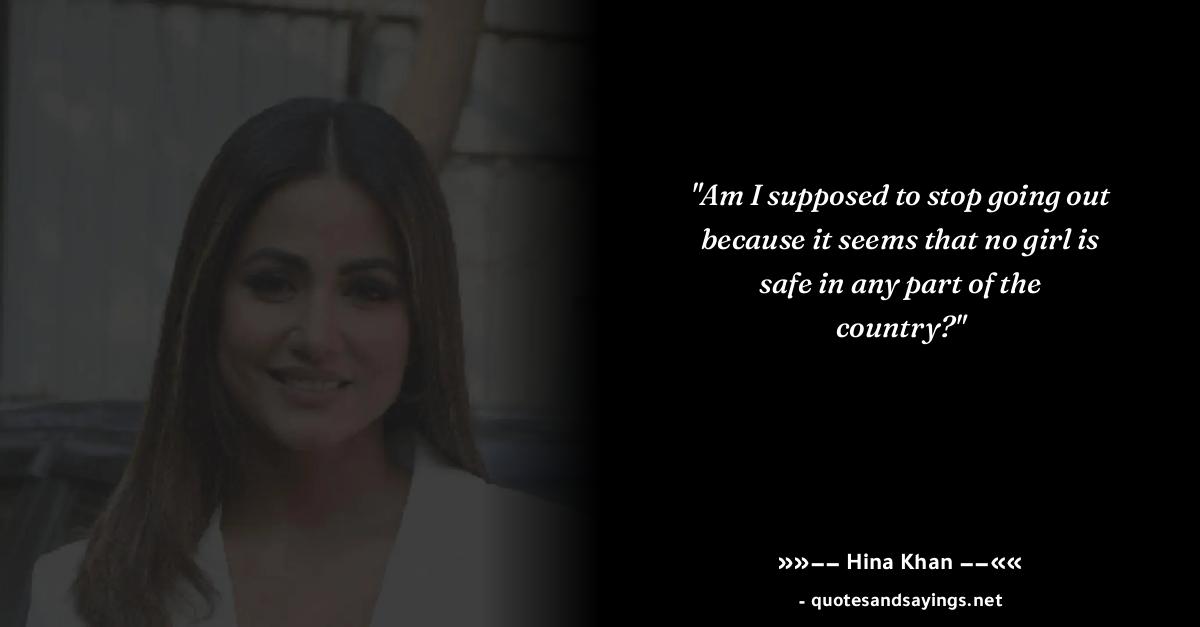 "Am I supposed to stop going out
because it seems that no girl is
safe in any part of the
country?"
»»−− Hina Khan −−««
- quotesandsayings.net